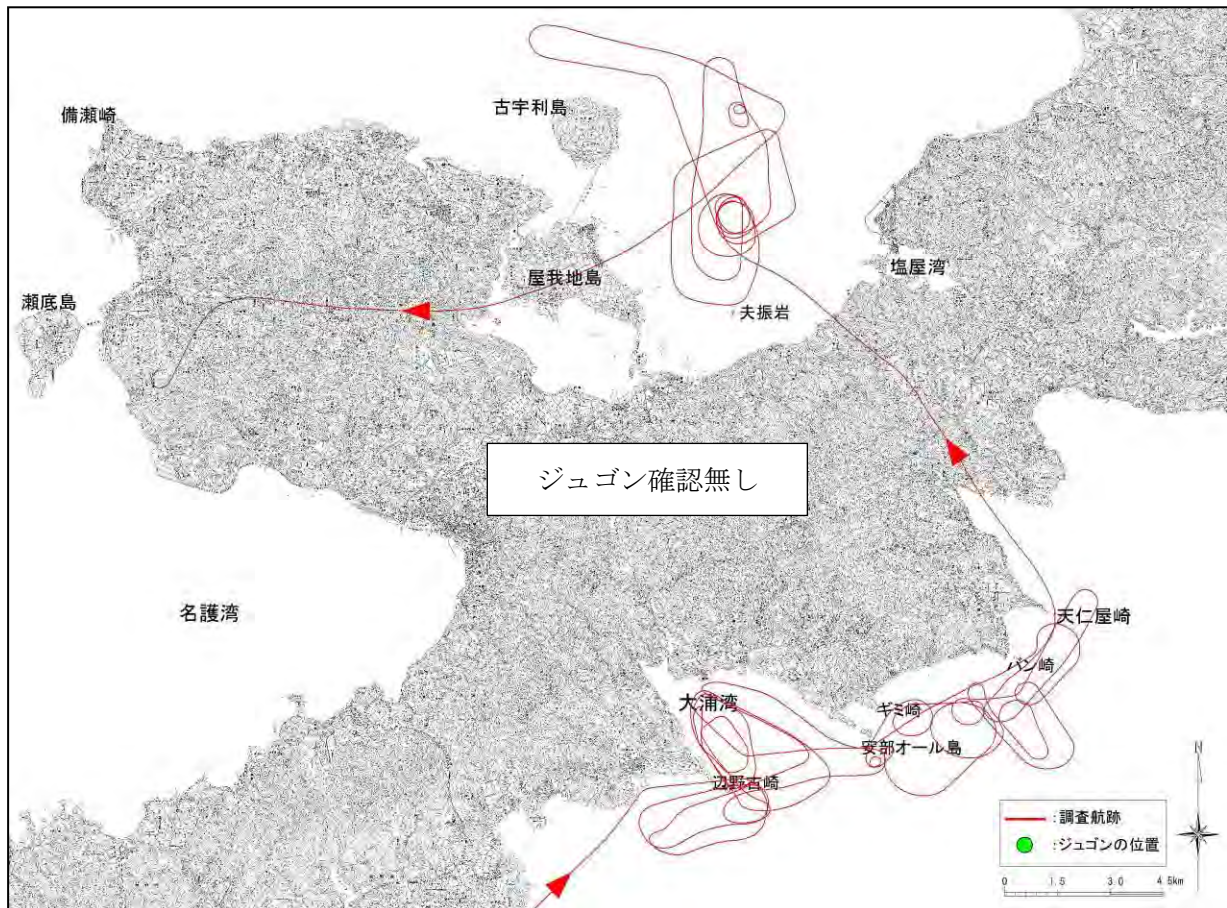 備瀬崎
古宇利島
塩屋湾
屋我地島
瀬底島
夫振岩
ジュゴン確認無し
名護湾
天仁屋崎
バン崎
大浦湾
ギミ崎
安部オール島
辺野古崎
N
:調査航跡
:ジュゴンの位置
0 1.5 3.0 4.5km